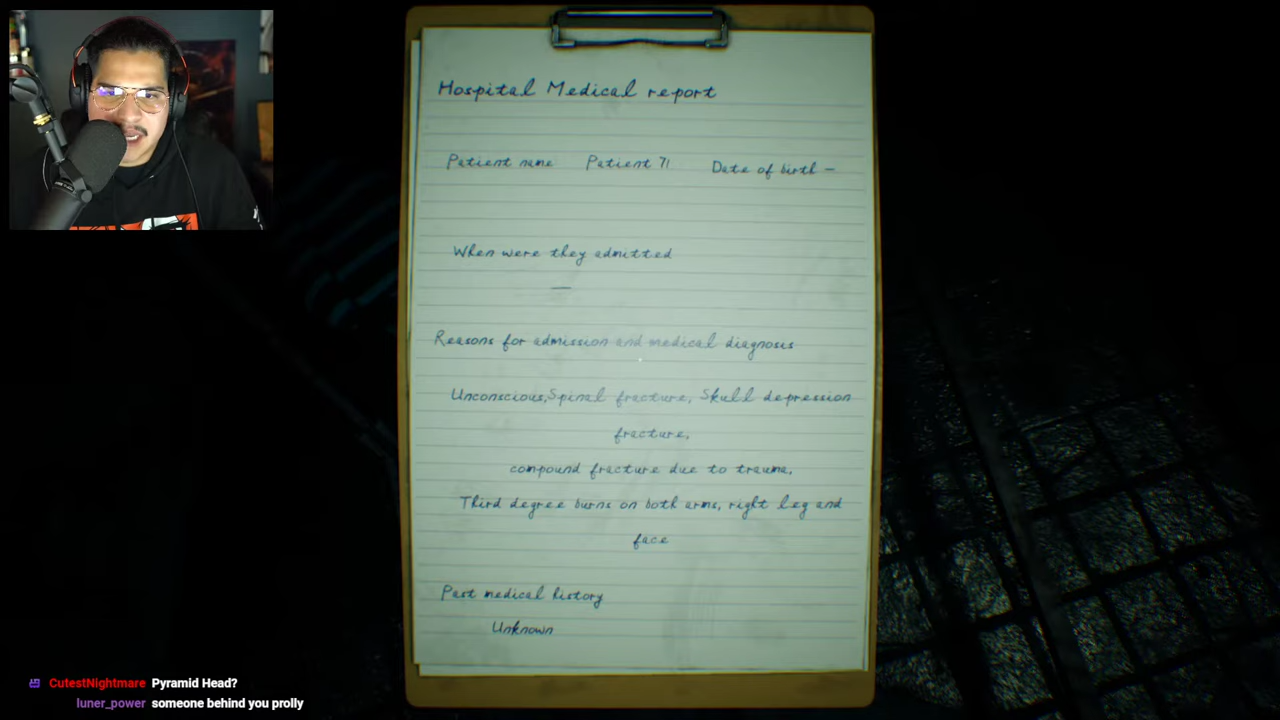 Hospital Medical report
Patient name Patient 71 Date of birth -
When were they admitted
—
Reasons for admission and medical diagnosis
Unconscious,Spinal fracture, Skull depression
fracture,
compound fracture due to trauma,
Third degree burns on both arms, right leg and
face
Past medical history
Unknown
CutestNightmare Pyramid Head?
luner_power someone behind you prolly